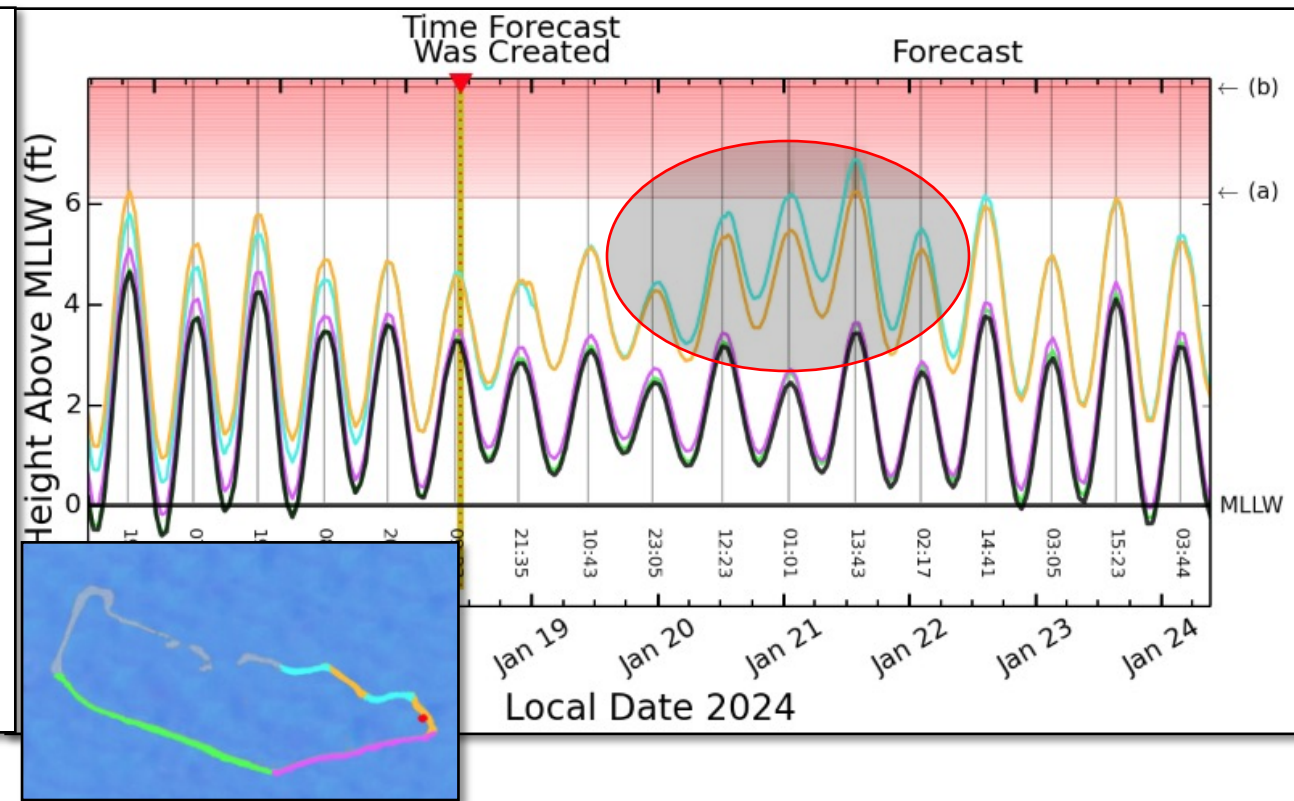 Time Forecast
Was Created
Forecast
← (b)
← (a)
Height Above MLLW (ft)
6
4
2
0
MLLW
21:35
10:43
23:05
12:23
01:01
13:43
02:17
14:41
03:05
15:23
03:44
Jan 19
Jan 20
Jan 21
Jan 22
Jan 23
Jan 24
Local Date 2024